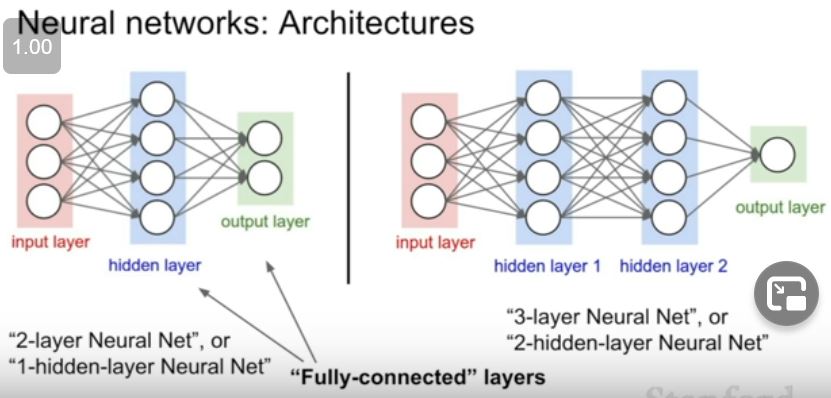 Neural networks: Architectures
1.00
input layer
hidden layer
output layer
input layer
hidden layer 1
hidden layer 2
output layer
“2-layer Neural Net”, or
“1-hidden-layer Neural Net”
“3-layer Neural Net”, or
“2-hidden-layer Neural Net”
“Fully-connected” layers